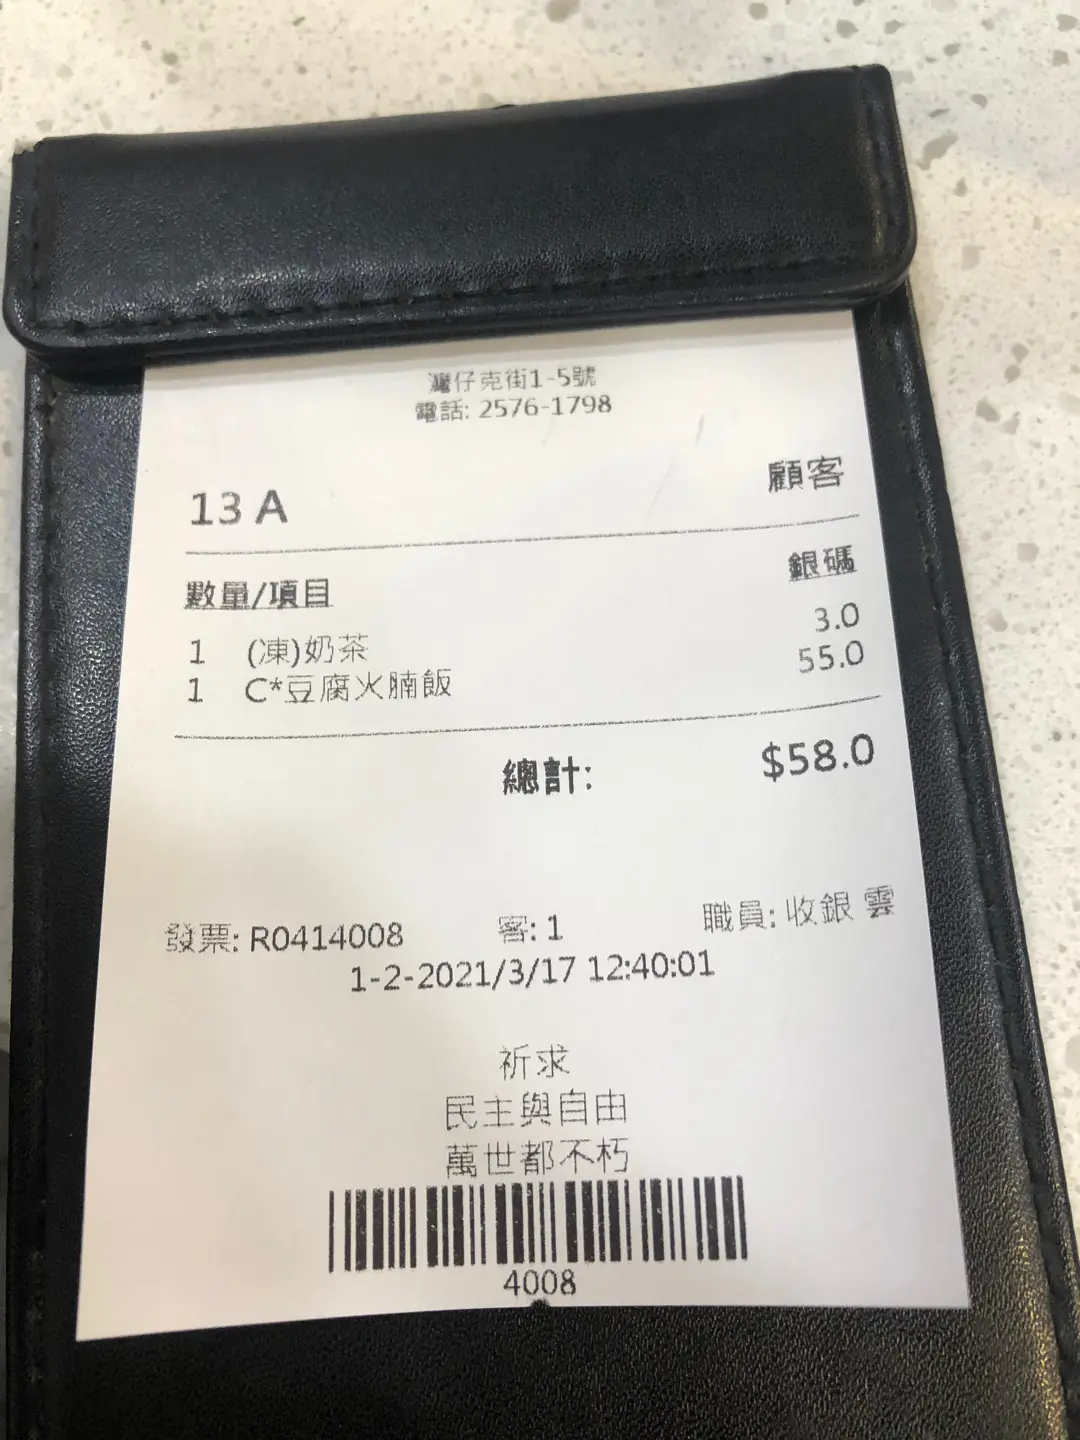 灣仔克街1-5號
電話: 2576-1798
13 A 顧客
數量/項目 銀碼
1 (凍)奶茶 3.0
1 C*豆腐火腩飯 55.0
總計: $58.0
發票: R0414008 客: 1 職員: 收銀 雲
1-2-2021/3/17 12:40:01
祈求
民主與自由
萬世都不朽
4008